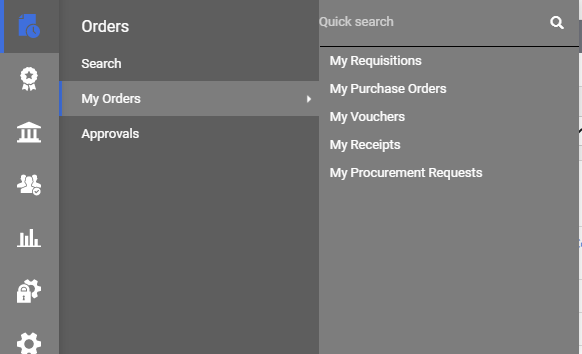 Orders
Search
My Orders
Approvals
Quick search
My Requisitions
My Purchase Orders
My Vouchers
My Receipts
My Procurement Requests